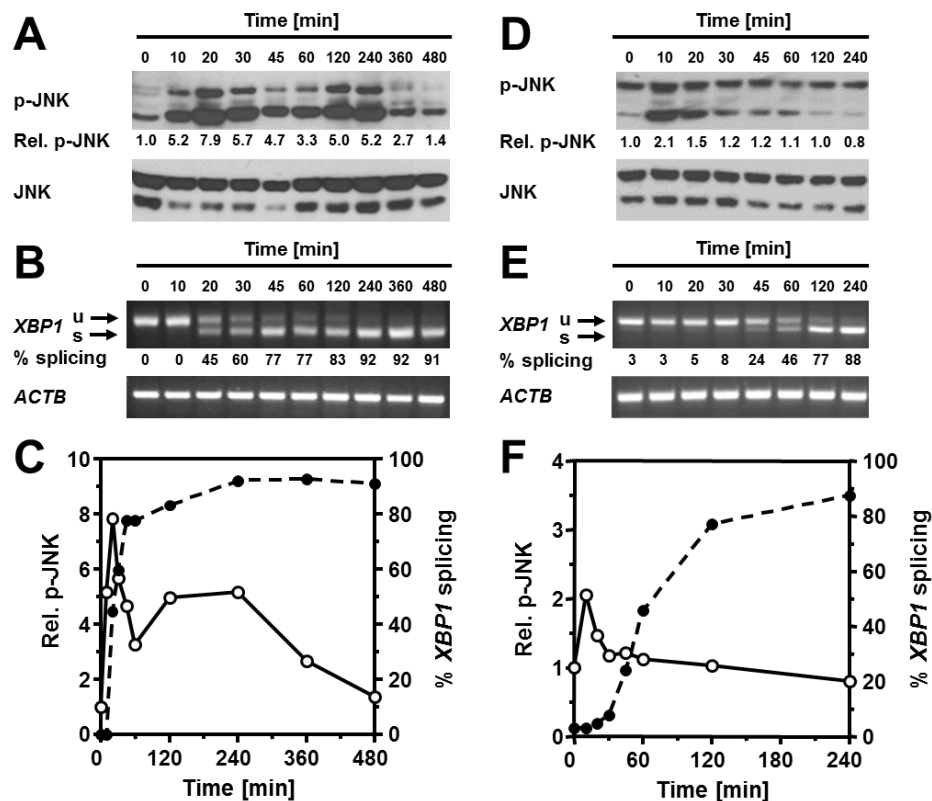 A
Time [min]
0 10 20 30 45 60 120 240 360 480
p-JNK
Rel. p-JNK 1.0 5.2 7.9 5.7 4.7 3.3 5.0 5.2 2.7 1.4
JNK
B
Time [min]
0 10 20 30 45 60 120 240 360 480
XBP1 u
s
% splicing 0 0 45 60 77 77 83 92 92 91
ACTB
C
Rel. p-JNK
10
8
6
4
2
0
% XBP1 splicing
100
80
60
40
20
0
0 120 240 360 480
Time [min]
D
Time [min]
0 10 20 30 45 60 120 240
p-JNK
Rel. p-JNK 1.0 2.1 1.5 1.2 1.2 1.1 1.0 0.8
JNK
E
Time [min]
0 10 20 30 45 60 120 240
XBP1 u
s
% splicing 3 3 5 8 24 46 77 88
ACTB
F
Rel. p-JNK
4
3
2
1
0
% XBP1 splicing
100
80
60
40
20
0
0 60 120 180 240
Time [min]